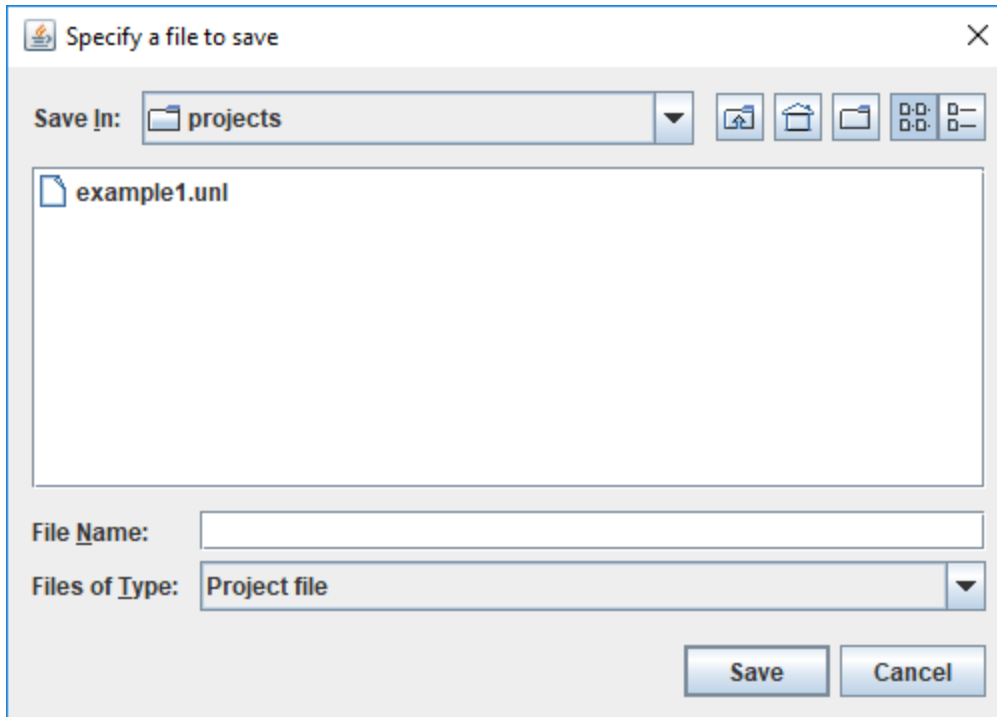 Specify a file to save
Save In: projects
example1.unl
File Name:
Files of Type: Project file
Save Cancel